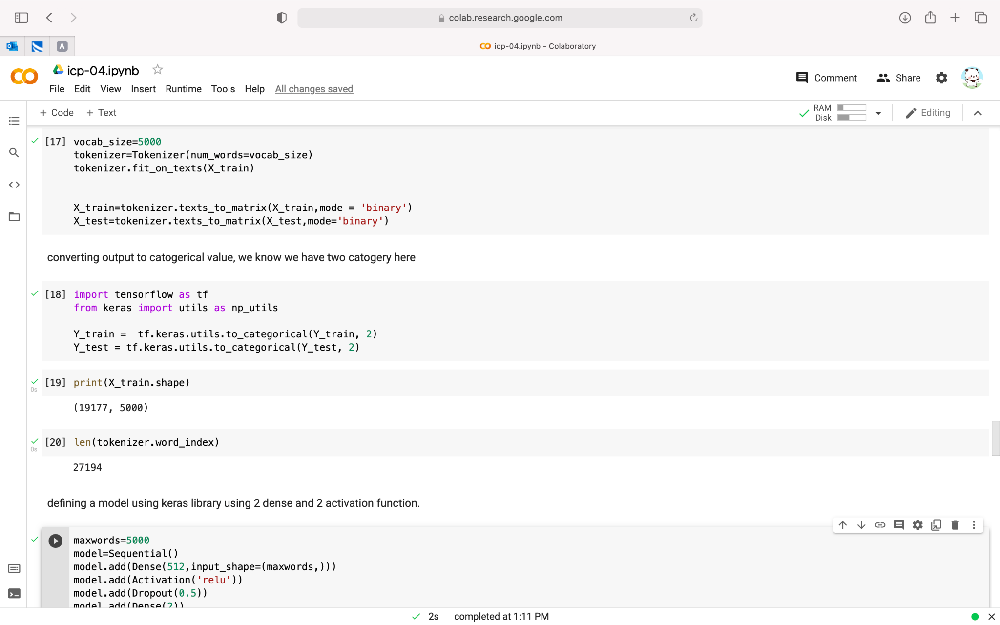 colab.research.google.com
A
icp-04.ipynb - Colaboratory
icp-04.ipynb
Comment
Share
File Edit View Insert Runtime Tools Help All changes saved
+ Code + Text
RAM
Disk
Editing
[17] vocab_size=5000
tokenizer=Tokenizer(num_words=vocab_size)
tokenizer.fit_on_texts(X_train)
X_train=tokenizer.texts_to_matrix(X_train,mode = 'binary')
X_test=tokenizer.texts_to_matrix(X_test,mode='binary')
converting output to catogerical value, we know we have two catogery here
[18] import tensorflow as tf
from keras import utils as np_utils
Y_train =  tf.keras.utils.to_categorical(Y_train, 2)
Y_test = tf.keras.utils.to_categorical(Y_test, 2)
[19] print(X_train.shape)
0s
(19177, 5000)
[20] len(tokenizer.word_index)
0s
27194
defining a model using keras library using 2 dense and 2 activation function.
maxwords=5000
model=Sequential()
model.add(Dense(512,input_shape=(maxwords,)))
model.add(Activation('relu'))
model.add(Dropout(0.5))
model.add(Dense(2))
2s completed at 1:11 PM